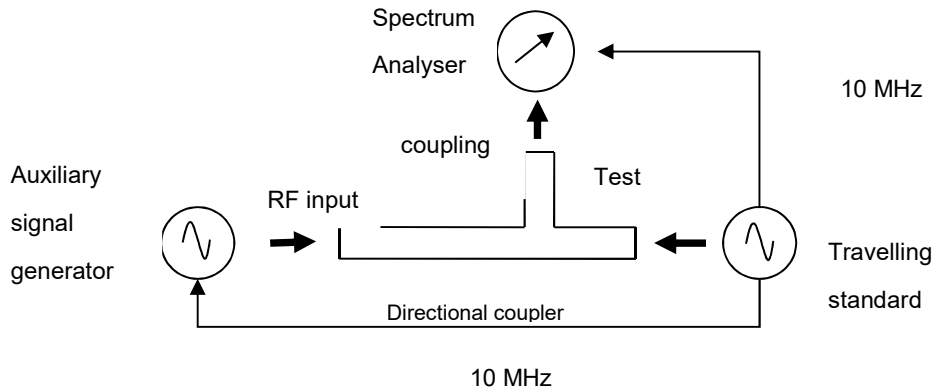 Spectrum
Analyser
10 MHz
coupling
Test
Auxiliary
signal
generator
RF input
Travelling
standard
Directional coupler
10 MHz